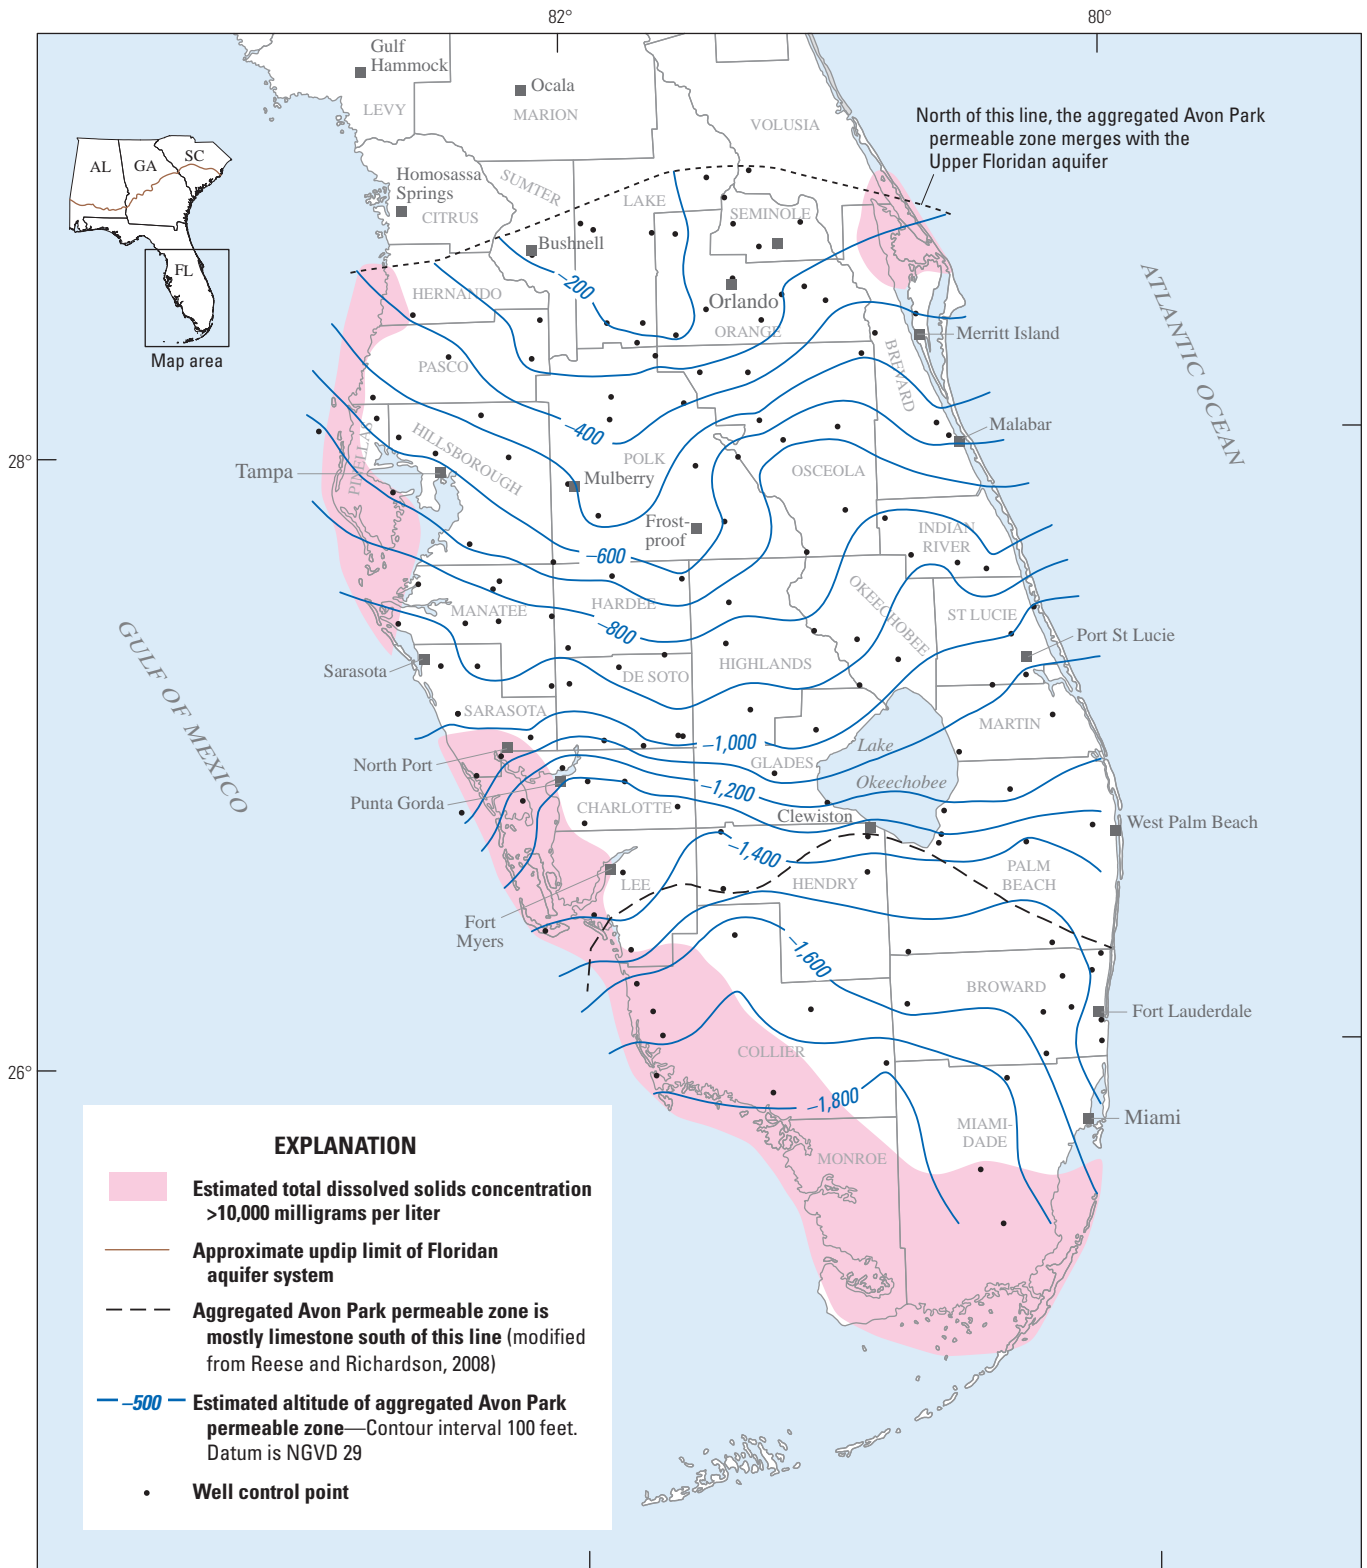 82°
80°
Gulf
Hammock
Ocala
LEVY
MARION
VOLUSIA
North of this line, the aggregated Avon Park
permeable zone merges with the
Upper Floridan aquifer
AL
GA
SC
FL
Map area
Homosassa
Springs
CITRUS
SUMTER
LAKE
SEMINOLE
Bushnell
–200
HERNANDO
Orlando
ORANGE
Merritt Island
PASCO
BREVARD
ATLANTIC OCEAN
–400
Malabar
28°
PINELLAS
HILLSBOROUGH
Tampa
POLK
Mulberry
OSCEOLA
Frost-
proof
INDIAN
RIVER
–600
MANATEE
HARDEE
–800
OKEECHOBEE
ST LUCIE
Port St Lucie
GULF OF MEXICO
Sarasota
DE SOTO
HIGHLANDS
SARASOTA
MARTIN
–1,000
Lake
Okeechobee
North Port
GLADES
Punta Gorda
–1,200
CHARLOTTE
Clewiston
West Palm Beach
–1,400
LEE
HENDRY
PALM
BEACH
Fort
Myers
–1,600
BROWARD
Fort Lauderdale
COLLIER
26°
–1,800
Miami
MIAMI-
DADE
MONROE
EXPLANATION
Estimated total dissolved solids concentration
>10,000 milligrams per liter
Approximate updip limit of Floridan
aquifer system
Aggregated Avon Park permeable zone is
mostly limestone south of this line (modified
from Reese and Richardson, 2008)
–500 Estimated altitude of aggregated Avon Park
permeable zone—Contour interval 100 feet.
Datum is NGVD 29
Well control point